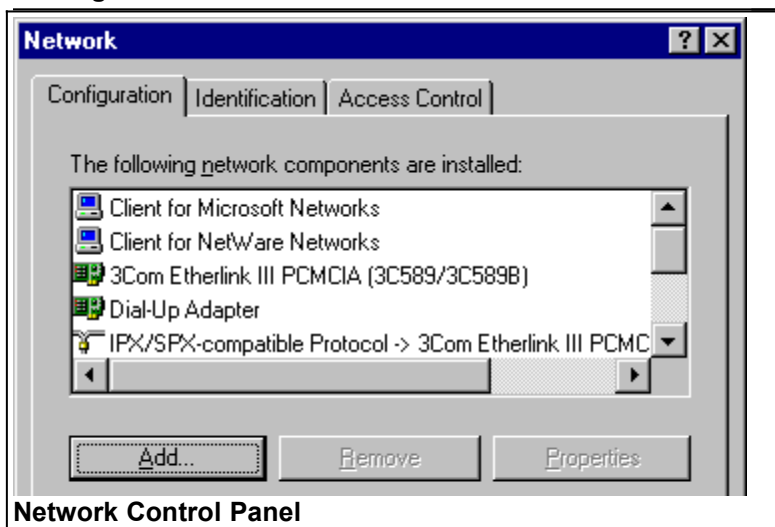 Network
Configuration Identification Access Control
The following network components are installed:
Client for Microsoft Networks
Client for NetWare Networks
3Com Etherlink III PCMCIA (3C589/3C589B)
Dial-Up Adapter
IPX/SPX-compatible Protocol -> 3Com Etherlink III PCMC
Add... Remove Properties
Network Control Panel